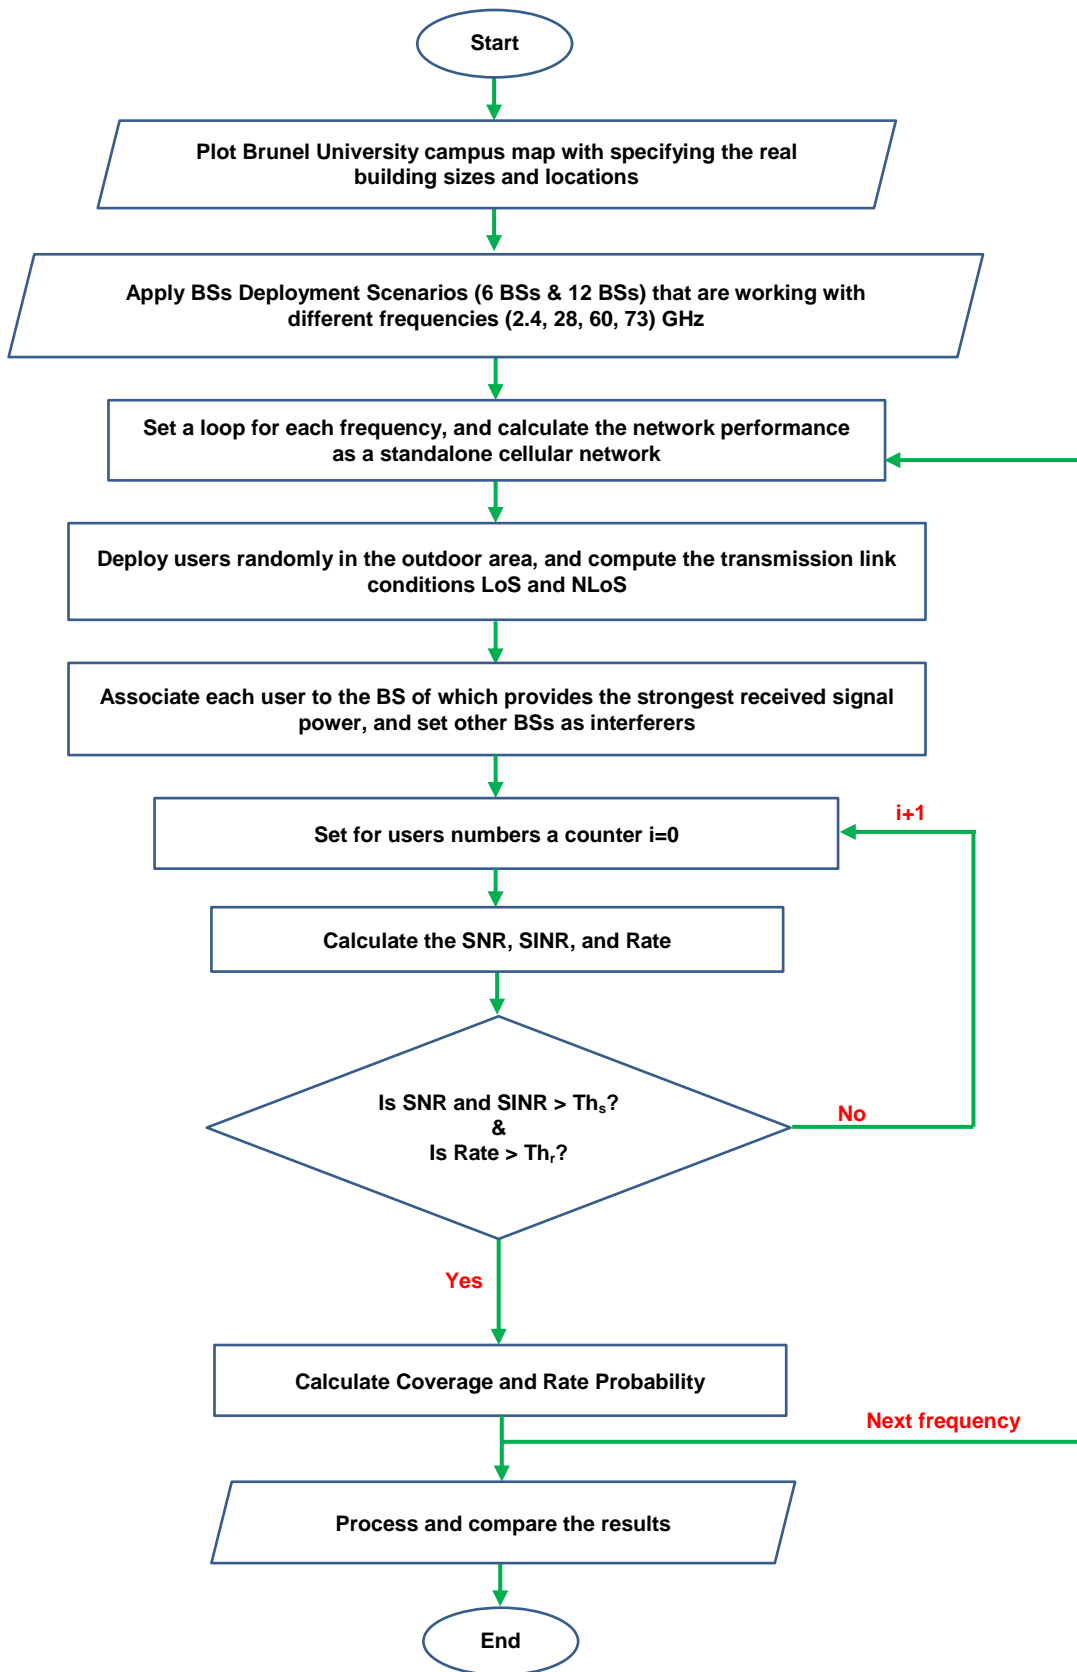 Start
Plot Brunel University campus map with specifying the real
building sizes and locations
Apply BSs Deployment Scenarios (6 BSs & 12 BSs) that are working with
different frequencies (2.4, 28, 60, 73) GHz
Set a loop for each frequency, and calculate the network performance
as a standalone cellular network
Deploy users randomly in the outdoor area, and compute the transmission link
conditions LoS and NLoS
Associate each user to the BS of which provides the strongest received signal
power, and set other BSs as interferers
i+1
Set for users numbers a counter i=0
Calculate the SNR, SINR, and Rate
Is SNR and SINR > Thₛ?
&
Is Rate > Thᵣ?
No
Yes
Calculate Coverage and Rate Probability
Next frequency
Process and compare the results
End